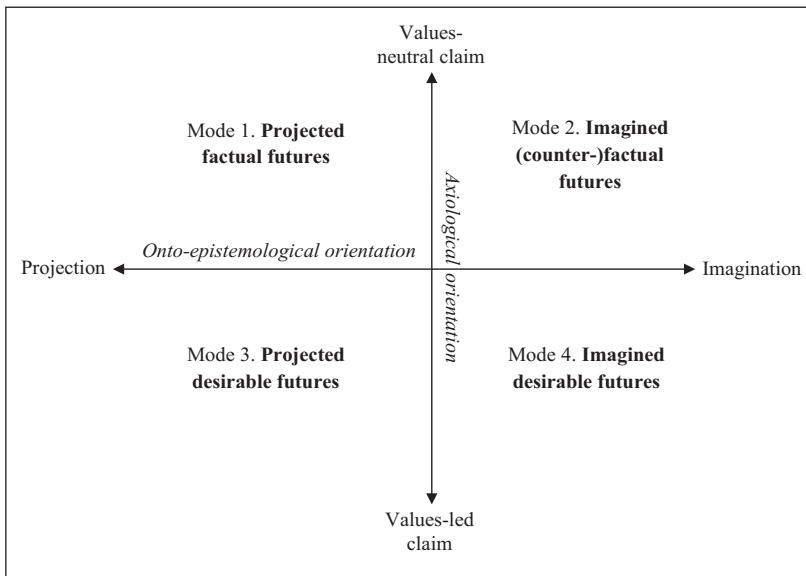 Values-
neutral claim
Mode 1. Projected
factual futures
Mode 2. Imagined
(counter-)factual
futures
Axiological orientation
Onto-epistemological orientation
Projection
Imagination
Mode 3. Projected
desirable futures
Mode 4. Imagined
desirable futures
Values-led
claim